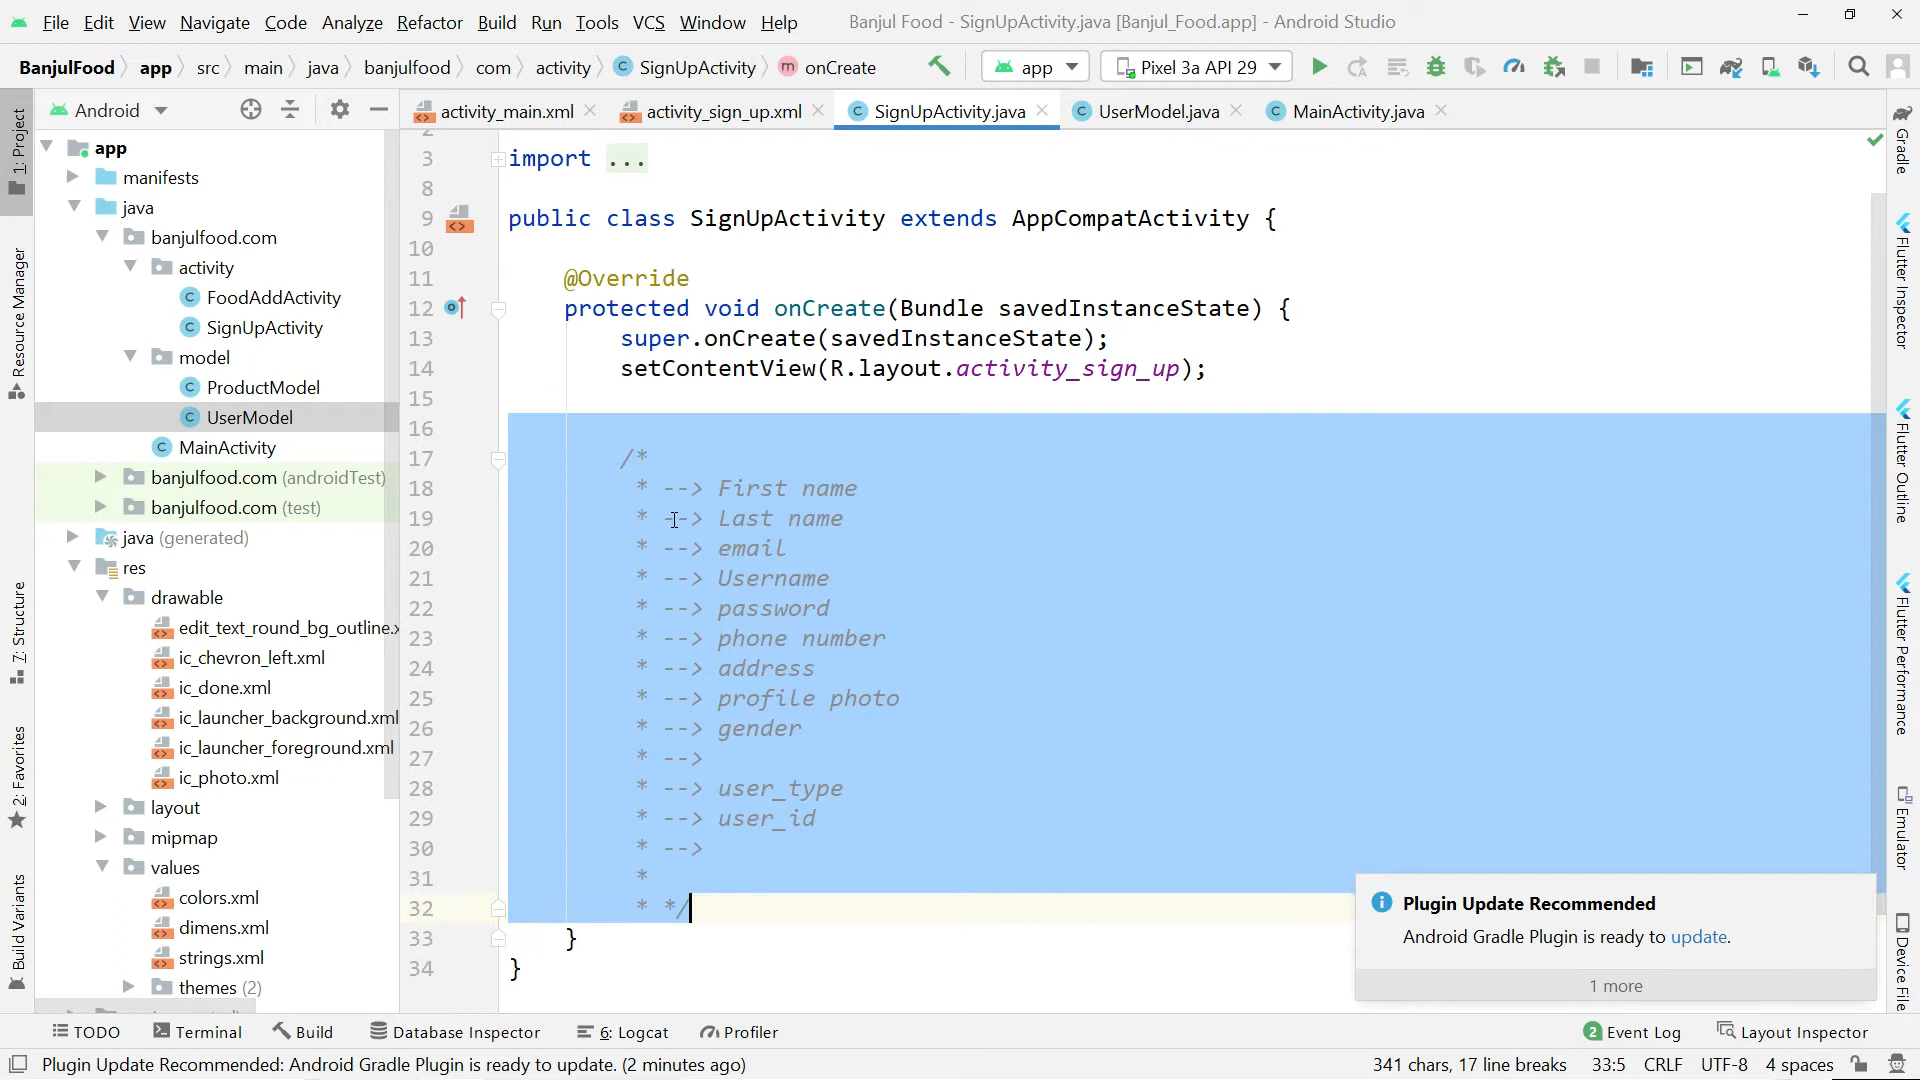 File Edit View Navigate Code Analyze Refactor Build Run Tools VCS Window Help Banjul Food - SignUpActivity.java [Banjul_Food.app] - Android Studio
BanjulFood app src main java banjulfood com activity SignUpActivity onCreate app Pixel 3a API 29
Android
activity_main.xml activity_sign_up.xml SignUpActivity.java UserModel.java MainActivity.java
1: Project
Resource Manager
7: Structure
2: Favorites
Build Variants
app
manifests
java
banjulfood.com
activity
FoodAddActivity
SignUpActivity
model
ProductModel
UserModel
MainActivity
banjulfood.com (androidTest)
banjulfood.com (test)
java (generated)
res
drawable
edit_text_round_bg_outline.x
ic_chevron_left.xml
ic_done.xml
ic_launcher_background.xml
ic_launcher_foreground.xml
ic_photo.xml
layout
mipmap
values
colors.xml
dimens.xml
strings.xml
themes (2)
2
3 import ...
8
9 public class SignUpActivity extends AppCompatActivity {
10
11 @Override
12 protected void onCreate(Bundle savedInstanceState) {
13 super.onCreate(savedInstanceState);
14 setContentView(R.layout.activity_sign_up);
15
16
17 /*
18 * --> First name
19 * --> Last name
20 * --> email
21 * --> Username
22 * --> password
23 * --> phone number
24 * --> address
25 * --> profile photo
26 * --> gender
27 * -->
28 * --> user_type
29 * --> user_id
30 * -->
31 *
32 * */
33 }
34 }
Gradle
Flutter Inspector
Flutter Outline
Flutter Performance
Emulator
Device File
Plugin Update Recommended
Android Gradle Plugin is ready to update.
1 more
TODO Terminal Build Database Inspector 6: Logcat Profiler 2 Event Log Layout Inspector
Plugin Update Recommended: Android Gradle Plugin is ready to update. (2 minutes ago) 341 chars, 17 line breaks 33:5 CRLF UTF-8 4 spaces